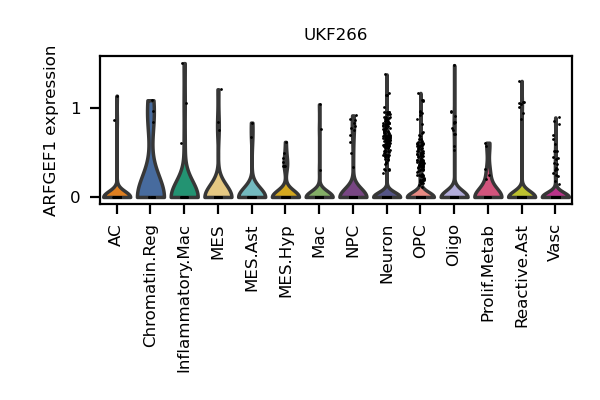 UKF266
ARFGEF1 expression
1
0
AC
Chromatin.Reg
Inflammatory.Mac
MES
MES.Ast
MES.Hyp
Mac
NPC
Neuron
OPC
Oligo
Prolif.Metab
Reactive.Ast
Vasc